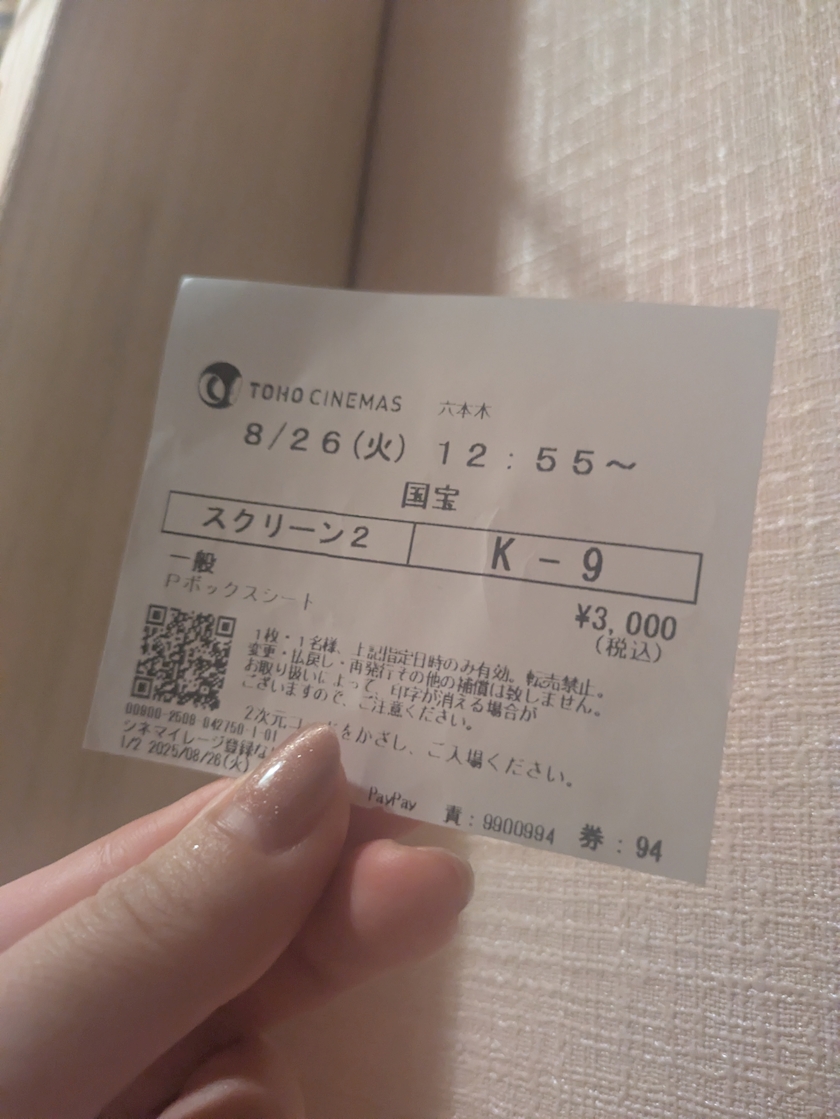 TOHO CINEMAS 六本木
8/26(火) 12:55～
国宝
スクリーン2 K-9
一般
Pボックスシート
¥3,000
(税込)
1枚・1名様、上記指定日時のみ有効。転売禁止。
変更・払戻し・再発行その他の補償は致しません。
お取り扱いによって、印字が消える場合が
ございますので、ご注意ください。
2次元コ をかざし、ご入場ください。
00900-2508-042750-1-01
シネマイレージ登録な
1/2 2025/08/26(火)
PayPay 責:9900994 券:94